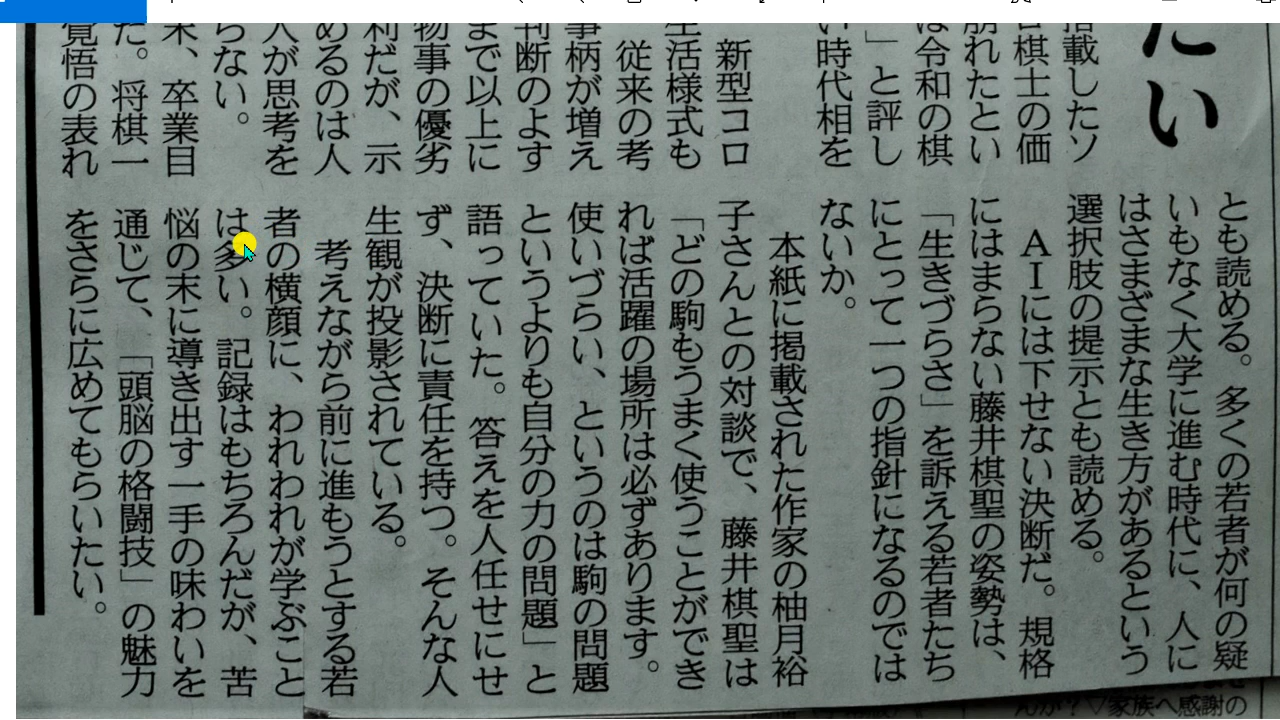 たい
搭載したソ
棋士の価
崩れたとい
は令和の棋
」と評し
い時代相を
新型コロ
生活様式も
従来の考
事柄が増え
判断のよす
まで以上に
物事の優劣
利だが、示
めるのは人
人が思考を
らない。
末、卒業目
た。将棋一
覚悟の表れ
とも読める。多くの若者が何の疑
いもなく大学に進む時代に、人に
はさまざまな生き方があるという
選択肢の提示とも読める。
ＡＩには下せない決断だ。規格
にはまらない藤井棋聖の姿勢は、
「生きづらさ」を訴える若者たち
にとって一つの指針になるのでは
ないか。
本紙に掲載された作家の柚月裕
子さんとの対談で、藤井棋聖は
「どの駒もうまく使うことができ
れば活躍の場所は必ずあります。
使いづらい、というのは駒の問題
というよりも自分の力の問題」と
語っていた。答えを人任せにせ
ず、決断に責任を持つ。そんな人
生観が投影されている。
考えながら前に進もうとする若
者の横顔に、われわれが学ぶこと
は多い。記録はもちろんだが、苦
悩の末に導き出す一手の味わいを
通じて、「頭脳の格闘技」の魅力
をさらに広めてもらいたい。
んか？▽家族へ感謝の